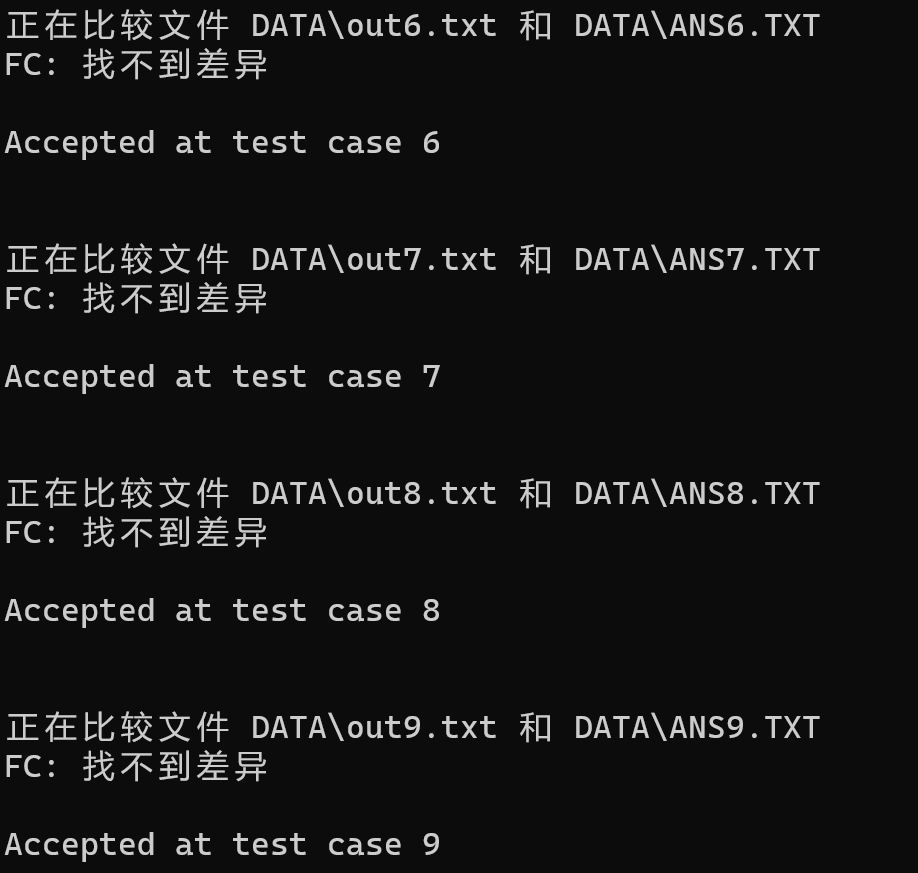 正在比较文件 DATA\out6.txt 和 DATA\ANS6.TXT
FC: 找不到差异
Accepted at test case 6
正在比较文件 DATA\out7.txt 和 DATA\ANS7.TXT
FC: 找不到差异
Accepted at test case 7
正在比较文件 DATA\out8.txt 和 DATA\ANS8.TXT
FC: 找不到差异
Accepted at test case 8
正在比较文件 DATA\out9.txt 和 DATA\ANS9.TXT
FC: 找不到差异
Accepted at test case 9